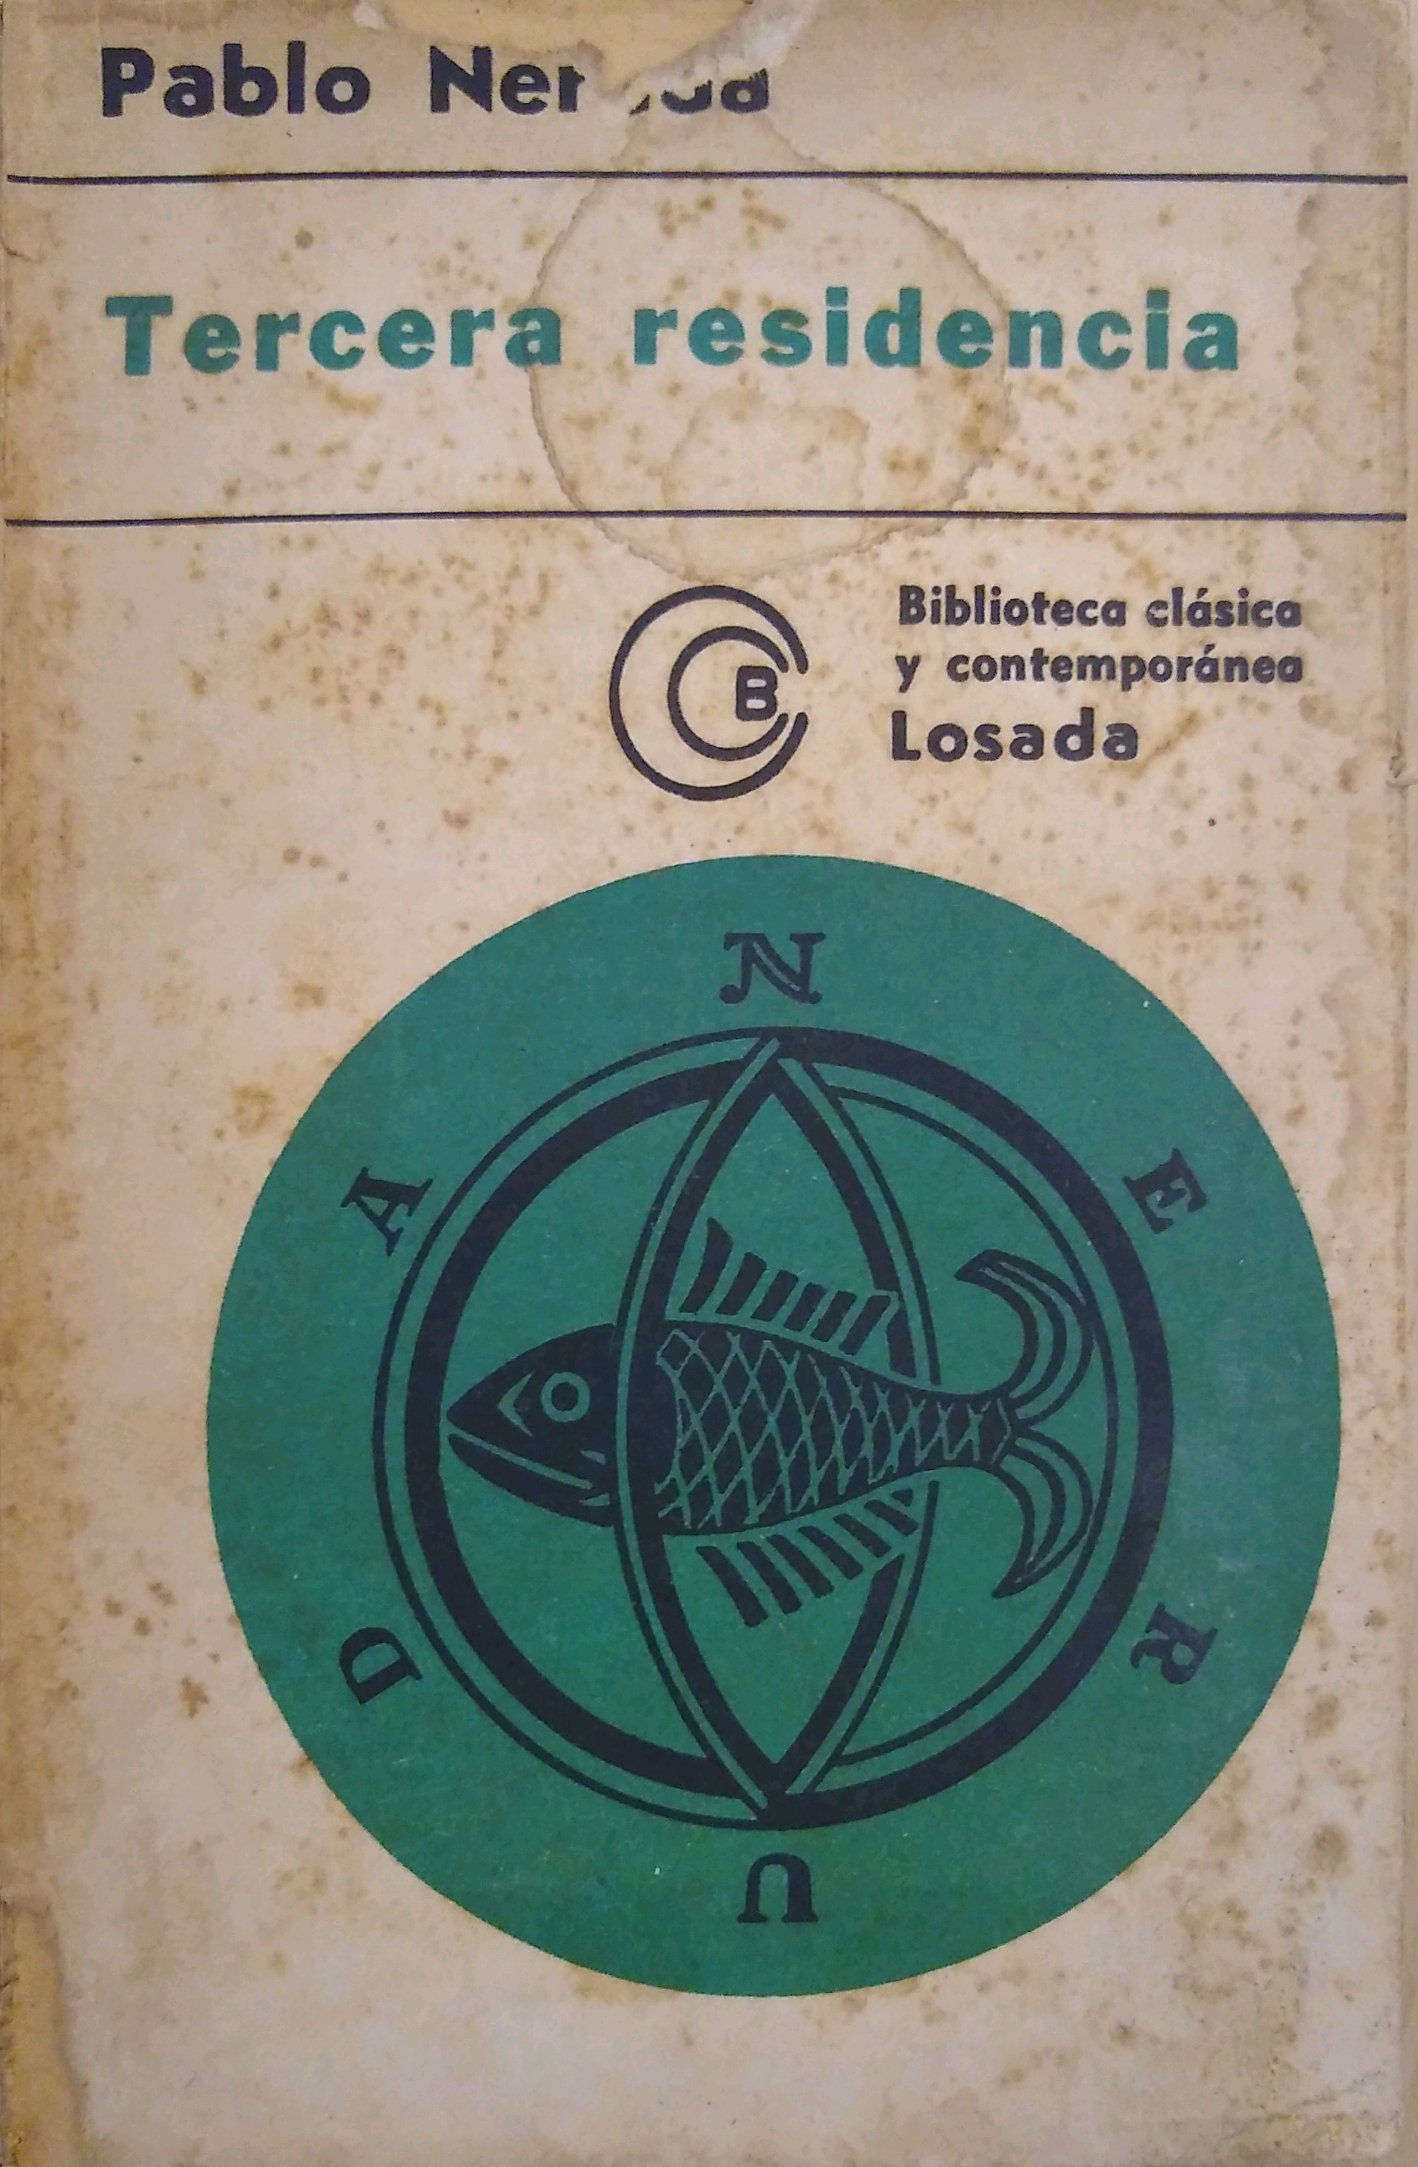 Pablo Neruda
Tercera residencia
B
Biblioteca clásica
y contemporánea
Losada
N E R U D A